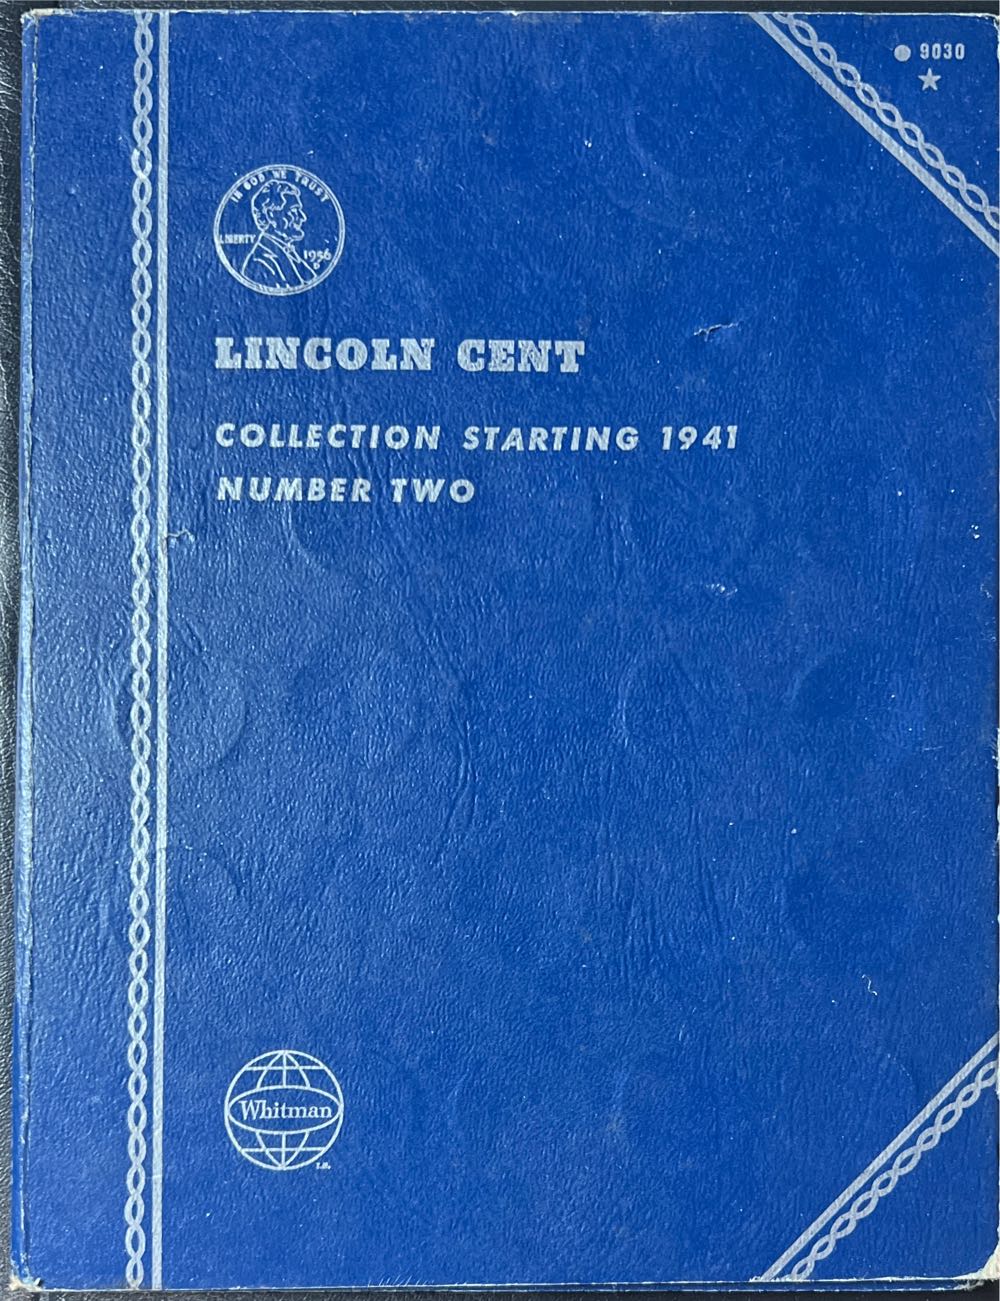 9030
IN GOD WE TRUST
LIBERTY
1956
D
LINCOLN CENT
COLLECTION STARTING 1941
NUMBER TWO
Whitman